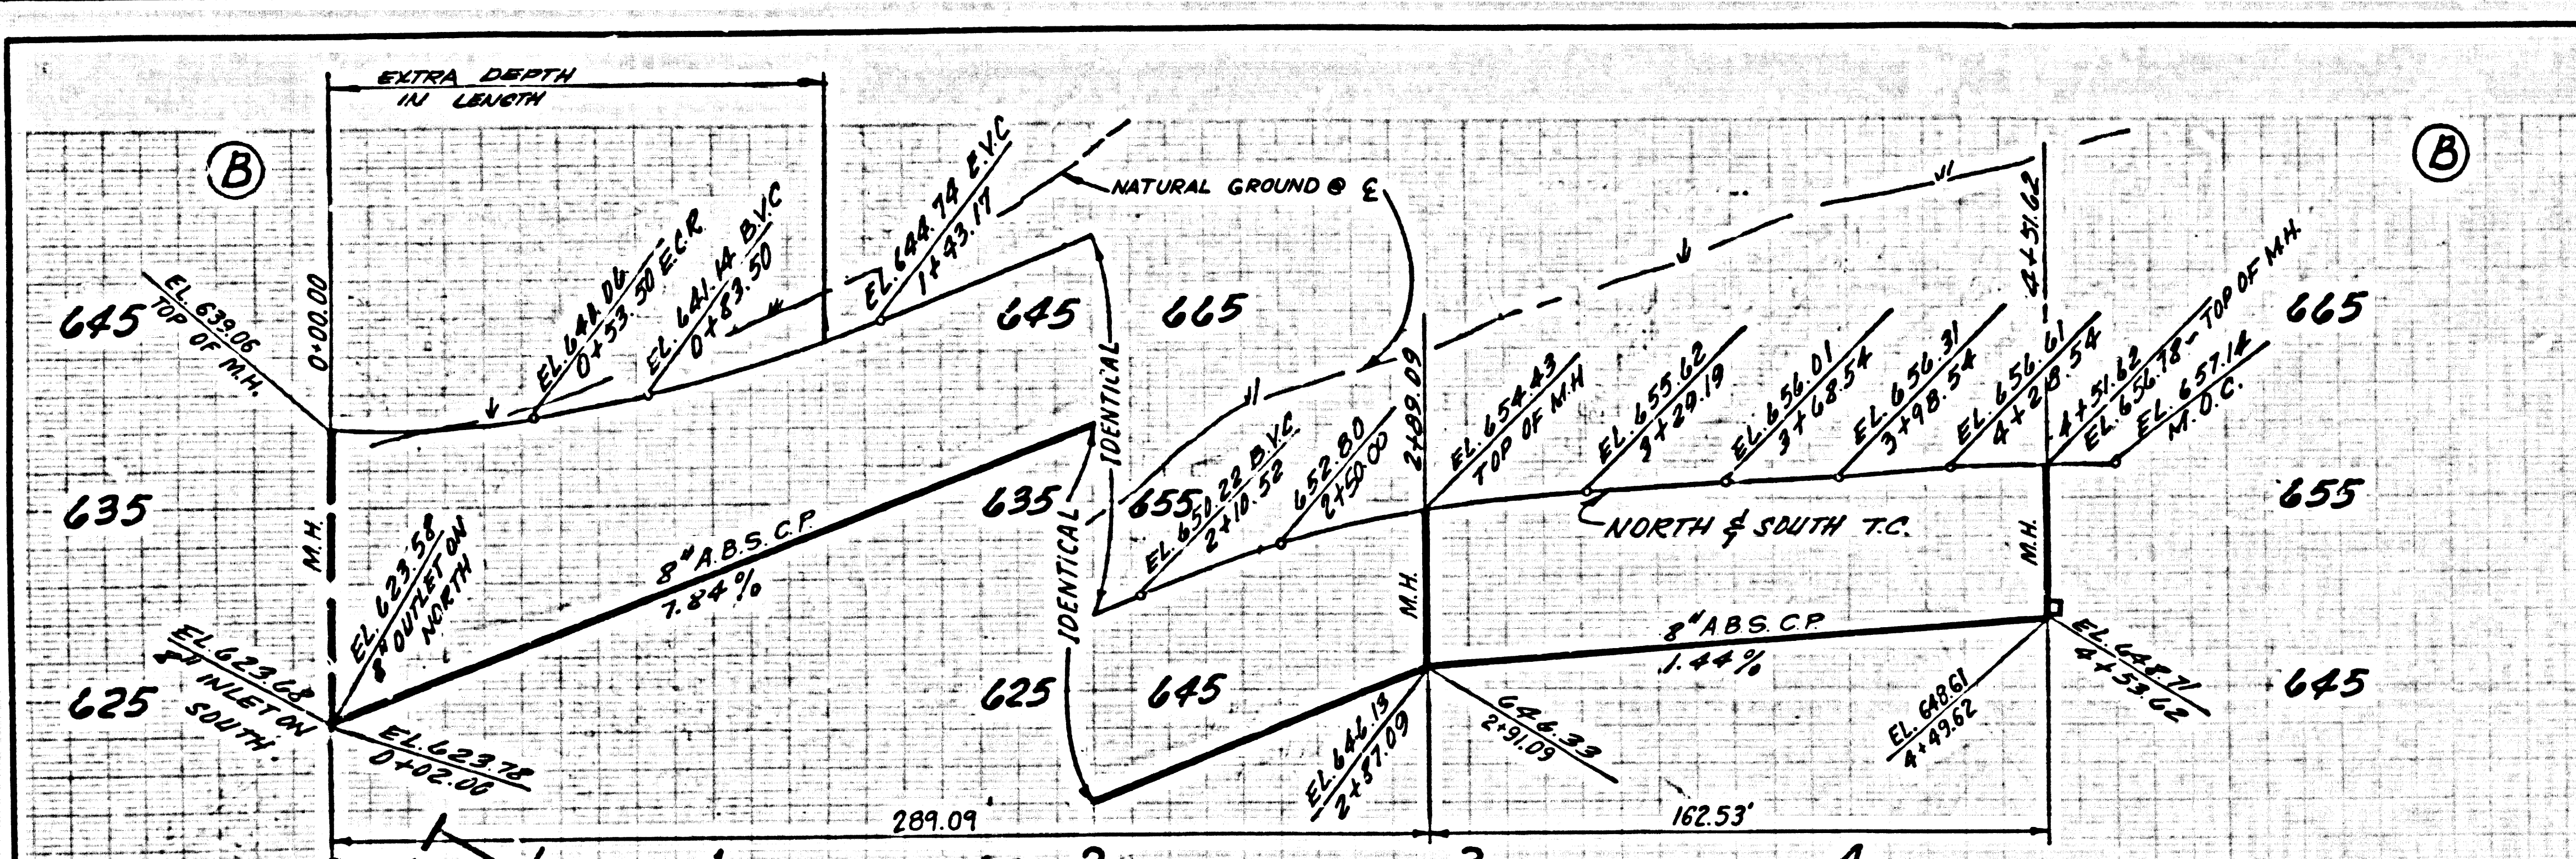 EXTRA DEPTH
IN LENGTH
B
B
645
EL. 639.06
TOP OF M.H.
0+00.00
0+53.50 E.C.R.
EL. 641.14 B.V.C
0+83.50
EL. 644.74 E.V.C
1+43.17
NATURAL GROUND @ ℄
645
665
IDENTICAL
4+51.62
665
635
M.H.
EL. 623.58
8" OUTLET ON
NORTH
8" A.B.S. C.P.
7.84 %
635
IDENTICAL
655
EL. 650.22 B.V.C
2+10.52
652.80
2+50.00
2+89.09
EL. 654.43
TOP OF M.H
EL. 655.62
3+29.19
EL. 656.01
3+68.54
EL. 656.31
3+98.54
EL. 656.61
4+28.54
4+51.62
EL. 656.78 - TOP OF M.H.
EL. 657.14
M.O.C.
NORTH & SOUTH T.C.
655
M.H.
M.H.
625
EL. 623.68
8" INLET ON
SOUTH
EL. 623.78
0+02.00
625
645
EL. 646.13
2+87.09
646.33
2+91.09
8" A.B.S. C.P.
1.44 %
EL. 648.61
4+49.62
EL. 648.71
4+53.62
645
289.09'
162.53'